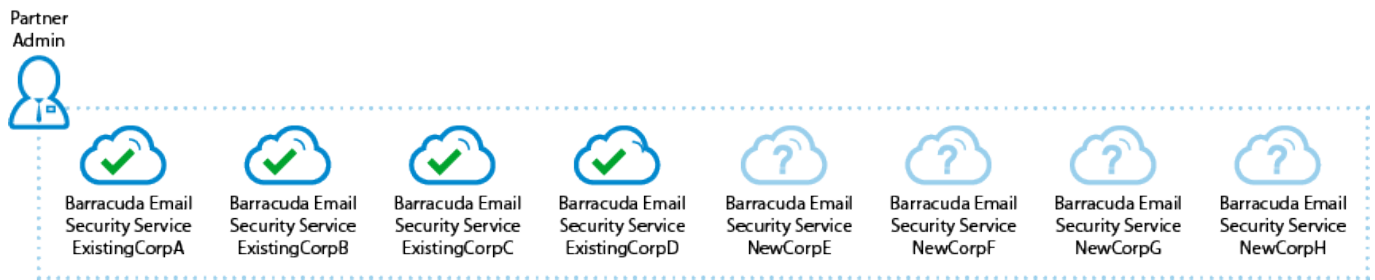 Partner
Admin
Barracuda Email
Security Service
ExistingCorpA
Barracuda Email
Security Service
ExistingCorpB
Barracuda Email
Security Service
ExistingCorpC
Barracuda Email
Security Service
ExistingCorpD
?
Barracuda Email
Security Service
NewCorpE
?
Barracuda Email
Security Service
NewCorpF
?
Barracuda Email
Security Service
NewCorpG
?
Barracuda Email
Security Service
NewCorpH